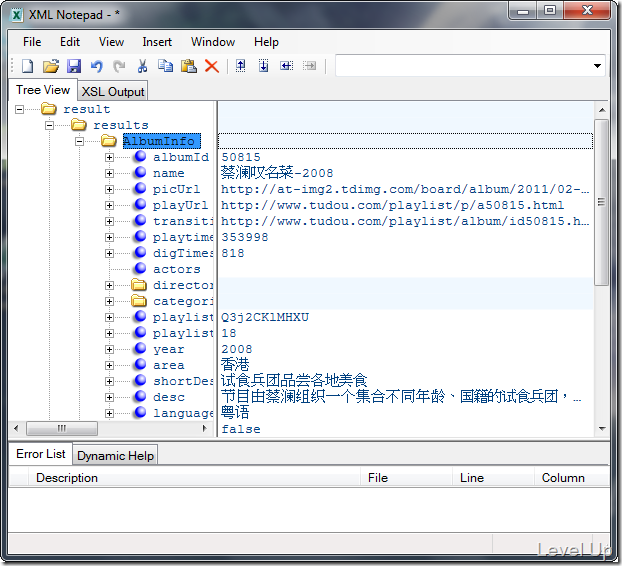 XML Notepad - *
File Edit View Insert Window Help
Tree View XSL Output
result
results
AlbumInfo
albumId 50815
name 蔡澜叹名菜-2008
picUrl http://at-img2.tdimg.com/board/album/2011/02-...
playUrl http://www.tudou.com/playlist/p/a50815.html
transiti http://www.tudou.com/playlist/album/id50815.h...
playtime 353998
digTimes 818
actors
director
categori
playlist Q3j2CKlMHXU
playlist 18
year 2008
area 香港
shortDes 试食兵团品尝各地美食
desc 节目由蔡澜组织一个集合不同年龄、国籍的试食兵团，...
language 粤语
false
Error List Dynamic Help
Description File Line Column
Level Up